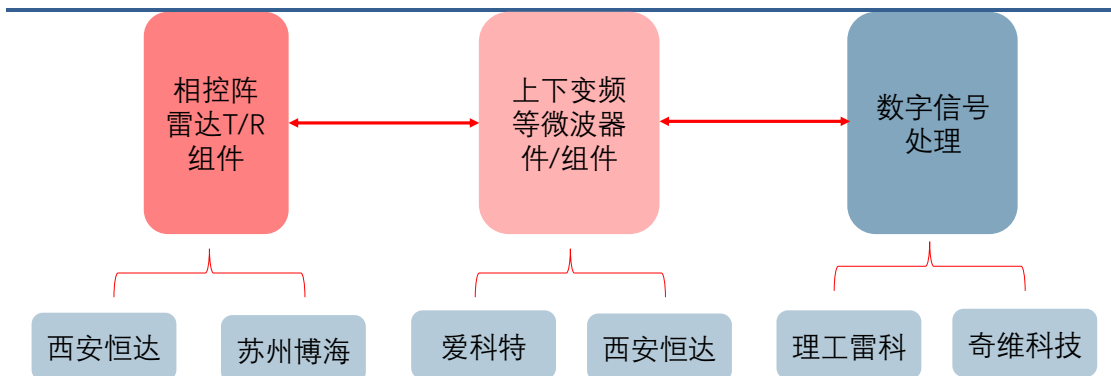 相控阵
雷达T/R
组件
上下变频
等微波器
件/组件
数字信号
处理
西安恒达
苏州博海
爱科特
西安恒达
理工雷科
奇维科技